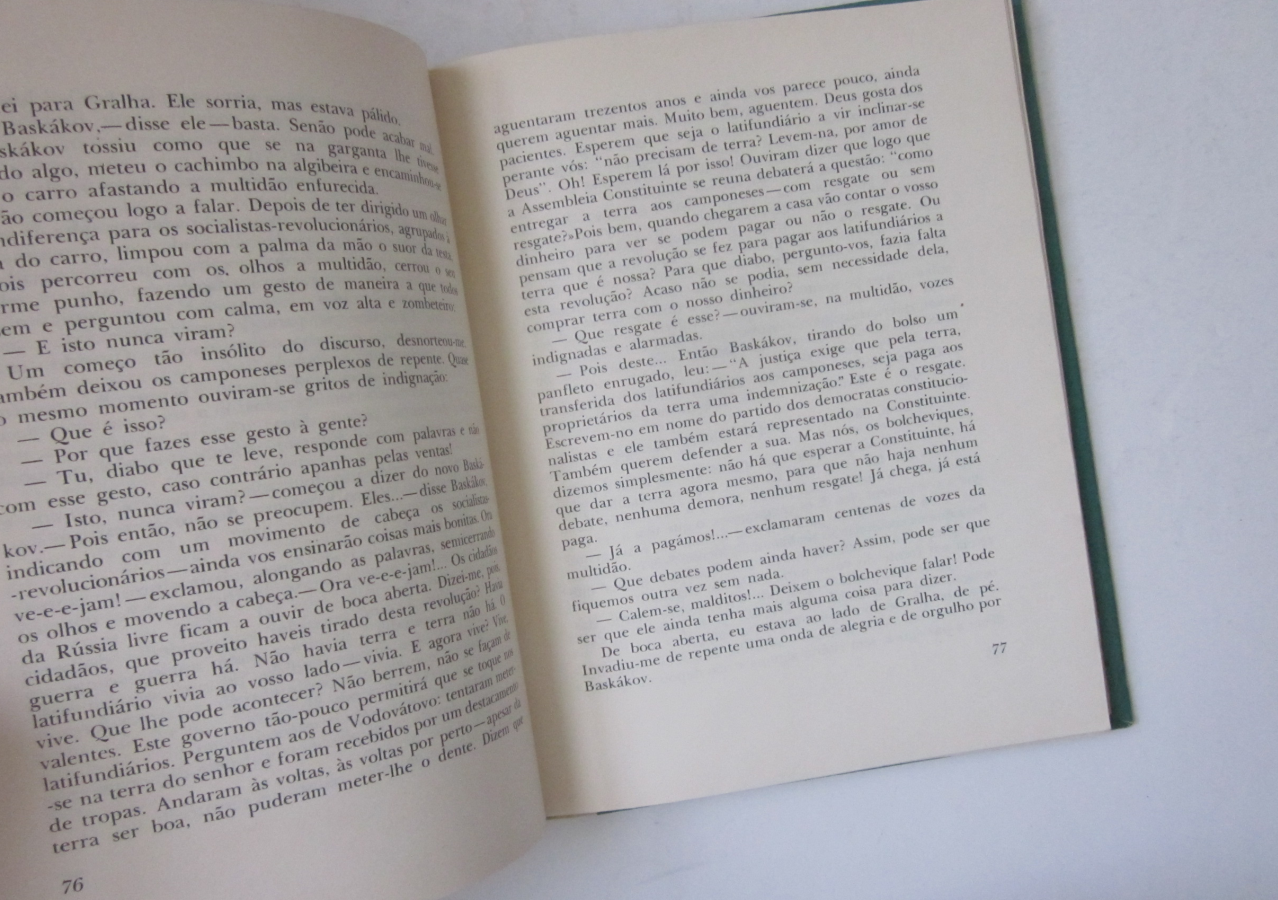 ei para Gralha. Ele sorria, mas estava pálido.
Baskákov,—disse ele—basta. Senão pode acabar mal.
skákov tossiu como que se na garganta lhe tivesse
do algo, meteu o cachimbo na algibeira e encaminhou-se
o carro afastando a multidão enfurecida.
ão começou logo a falar. Depois de ter dirigido um olhar
ndiferença para os socialistas-revolucionários, agrupados à
do carro, limpou com a palma da mão o suor da testa,
ois percorreu com os, olhos a multidão, cerrou o seu
rme punho, fazendo um gesto de maneira a que todos
em e perguntou com calma, em voz alta e zombeteiro:
— E isto nunca viram?
Um começo tão insólito do discurso, desnorteou-me.
ambém deixou os camponeses perplexos de repente. Quase
o mesmo momento ouviram-se gritos de indignação:
— Que é isso?
— Por que fazes esse gesto à gente?
— Tu, diabo que te leve, responde com palavras e não
com esse gesto, caso contrário apanhas pelas ventas!
— Isto, nunca viram?—começou a dizer do novo Baská-
kov.—Pois então, não se preocupem. Eles...—disse Baskákov,
indicando com um movimento de cabeça os socialista-
-revolucionários—ainda vos ensinarão coisas mais bonitas. Ora
ve-e-e-jam!—exclamou, alongando as palavras, semicerrando
os olhos e movendo a cabeça.—Ora ve-e-e-jam!... Os cidadãos
da Rússia livre ficam a ouvir de boca aberta. Dizei-me, pois,
cidadãos, que proveito haveis tirado desta revolução? Havia
guerra e guerra há. Não havia terra e terra não há. O
latifundiário vivia ao vosso lado—vivia. E agora vive? Vive,
vive. Que lhe pode acontecer? Não berrem, não se façam de
valentes. Este governo tão-pouco permitirá que se toque nos
latifundiários. Perguntem aos de Vodovátovo: tentaram meter-
-se na terra do senhor e foram recebidos por um destacamento
de tropas. Andaram às voltas, às voltas por perto—apesar da
terra ser boa, não puderam meter-lhe o dente. Dizem que
76
aguentaram trezentos anos e ainda vos parece pouco, ainda
querem aguentar mais. Muito bem, aguentem. Deus gosta dos
pacientes. Esperem que seja o latifundiário a vir inclinar-se
perante vós: "não precisam de terra? Levem-na, por amor de
Deus". Oh! Esperem lá por isso! Ouviram dizer que logo que
a Assembleia Constituinte se reuna debaterá a questão: "como
entregar a terra aos camponeses—com resgate ou sem
resgate?»Pois bem, quando chegarem a casa vão contar o vosso
dinheiro para ver se podem pagar ou não o resgate. Ou
pensam que a revolução se fez para pagar aos latifundiários a
terra que é nossa? Para que diabo, pergunto-vos, fazia falta
esta revolução? Acaso não se podia, sem necessidade dela,
comprar terra com o nosso dinheiro?
— Que resgate é esse?—ouviram-se, na multidão, vozes
indignadas e alarmadas.
— Pois deste... Então Baskákov, tirando do bolso um
panfleto enrugado, leu:—"A justiça exige que pela terra,
transferida dos latifundiários aos camponeses, seja paga aos
proprietários da terra uma indemnização." Este é o resgate.
Escrevem-no em nome do partido dos democratas constitucio-
nalistas e ele também estará representado na Constituinte.
Também querem defender a sua. Mas nós, os bolcheviques,
dizemos simplesmente: não há que esperar a Constituinte, há
que dar a terra agora mesmo, para que não haja nenhum
debate, nenhuma demora, nenhum resgate! Já chega, já está
paga.
— Já a pagámos!...—exclamaram centenas de vozes da
multidão.
— Que debates podem ainda haver? Assim, pode ser que
fiquemos outra vez sem nada.
— Calem-se, malditos!... Deixem o bolchevique falar! Pode
ser que ele ainda tenha mais alguma coisa para dizer.
De boca aberta, eu estava ao lado de Gralha, de pé.
Invadiu-me de repente uma onda de alegria e de orgulho por
Baskákov.
77